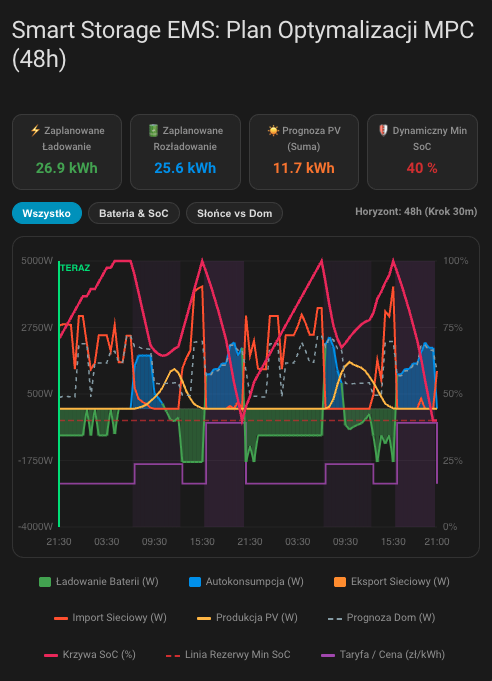 Smart Storage EMS: Plan Optymalizacji MPC
(48h)
⚡ Zaplanowane
Ładowanie
26.9 kWh
🔋 Zaplanowane
Rozładowanie
25.6 kWh
☀️ Prognoza PV
(Suma)
11.7 kWh
🛡️ Dynamiczny Min
SoC
40 %
Wszystko
Bateria & SoC
Słońce vs Dom
Horyzont: 48h (Krok 30m)
5000W
TERAZ
100%
2750W
75%
500W
50%
-1750W
25%
-4000W
0%
21:30 03:30 09:30 15:30 21:30 03:30 09:30 15:30 21:00
Ładowanie Baterii (W)
Autokonsumpcja (W)
Eksport Sieciowy (W)
Import Sieciowy (W)
Produkcja PV (W)
Prognoza Dom (W)
Krzywa SoC (%)
Linia Rezerwy Min SoC
Taryfa / Cena (zł/kWh)